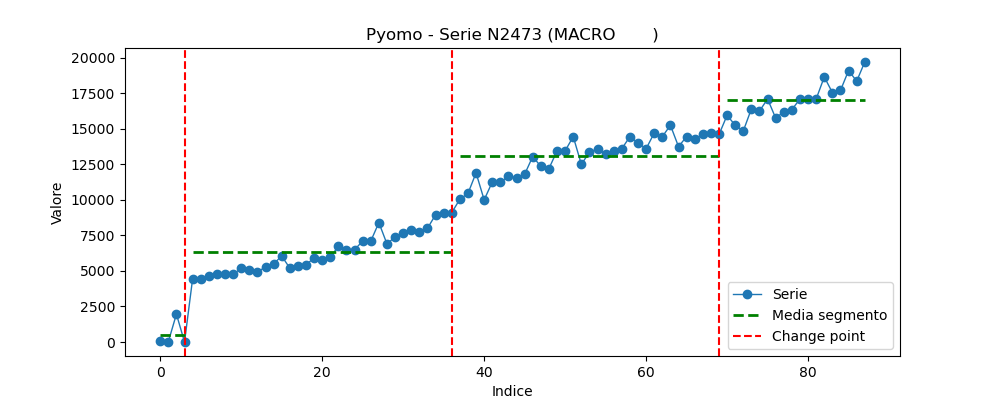 Pyomo - Serie N2473 (MACRO       )
Valore
20000
17500
15000
12500
10000
7500
5000
2500
0
0 20 40 60 80
Indice
Serie
Media segmento
Change point